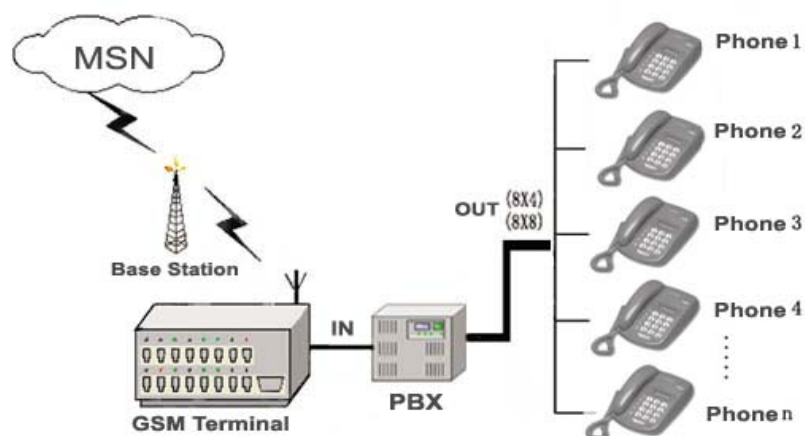 MSN
Base Station
GSM Terminal
IN
PBX
OUT
(8X4)
(8X8)
Phone 1
Phone 2
Phone 3
Phone 4
Phone n